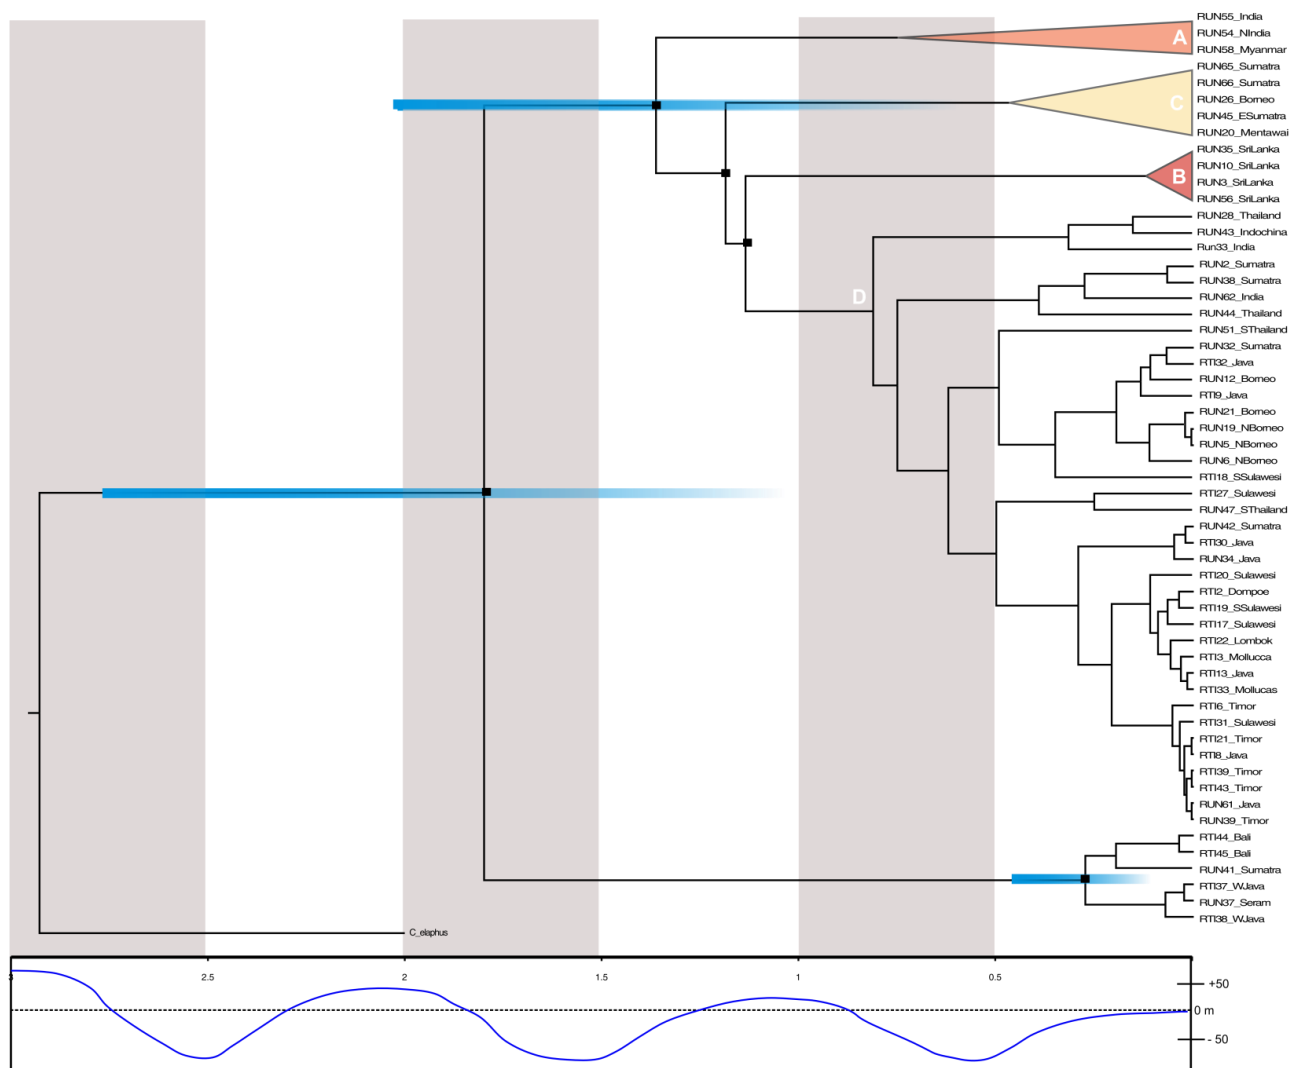 RUN55_India
RUN54_NIndia
A
RUN58_Myanmar
RUN65_Sumatra
RUN66_Sumatra
RUN26_Borneo
C
RUN45_ESumatra
RUN20_Mentawai
RUN35_SriLanka
RUN10_SriLanka
B
RUN3_SriLanka
RUN56_SriLanka
RUN28_Thailand
RUN43_Indochina
Run33_India
RUN2_Sumatra
RUN38_Sumatra
D
RUN62_India
RUN44_Thailand
RUN51_SThailand
RUN32_Sumatra
RTI32_Java
RUN12_Borneo
RTI9_Java
RUN21_Borneo
RUN19_NBorneo
RUN5_NBorneo
RUN6_NBorneo
RTI18_SSulawesi
RTI27_Sulawesi
RUN47_SThailand
RUN42_Sumatra
RTI30_Java
RUN34_Java
RTI20_Sulawesi
RTI2_Dompoe
RTI19_SSulawesi
RTI17_Sulawesi
RTI22_Lombok
RTI3_Mollucca
RTI13_Java
RTI33_Mollucas
RTI6_Timor
RTI31_Sulawesi
RTI21_Timor
RTI8_Java
RTI39_Timor
RTI43_Timor
RUN61_Java
RUN39_Timor
RTI44_Bali
RTI45_Bali
RUN41_Sumatra
RTI37_WJava
RUN37_Seram
RTI38_WJava
C_elaphus
3 2.5 2 1.5 1 0.5
+50
0 m
- 50